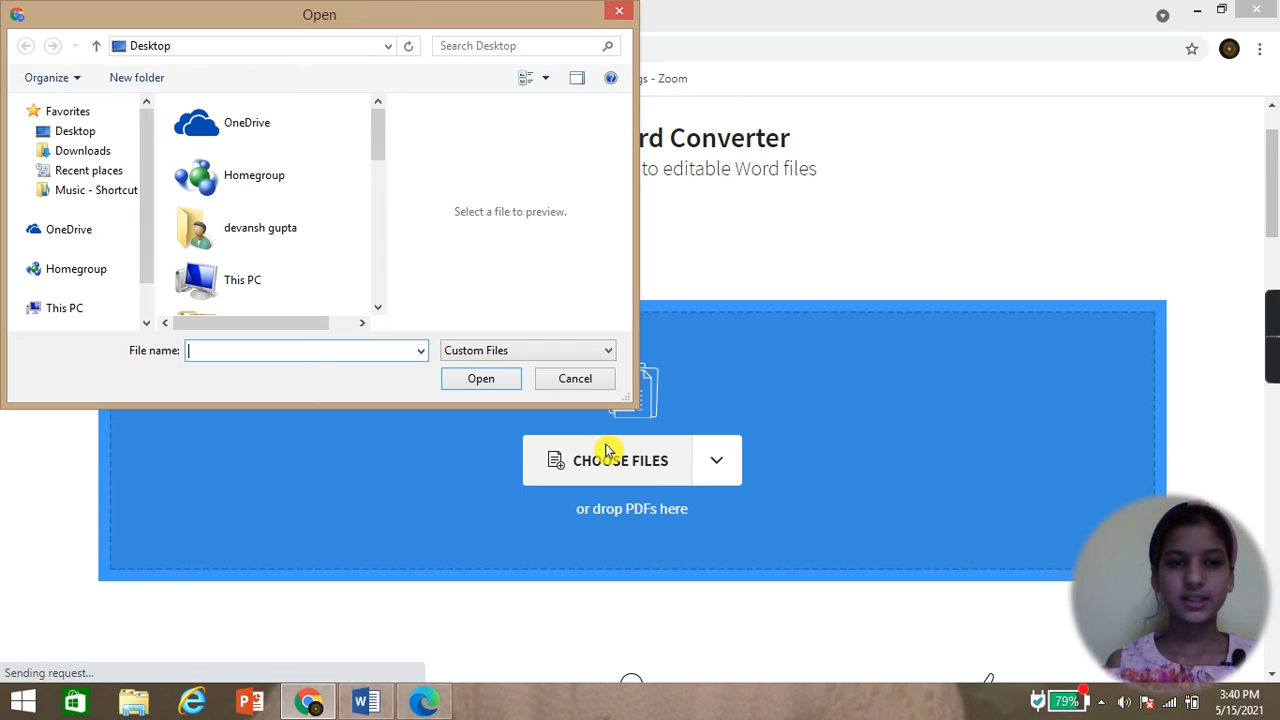 Open
Desktop
Search Desktop
Organize
New folder
gs - Zoom
Favorites
Desktop
Downloads
Recent places
Music - Shortcut
OneDrive
Homegroup
This PC
OneDrive
Homegroup
devansh gupta
This PC
Select a file to preview.
rd Converter
to editable Word files
File name:
Custom Files
Open
Cancel
CHOOSE FILES
or drop PDFs here
Sending request...
79%
3:40 PM
5/15/2021